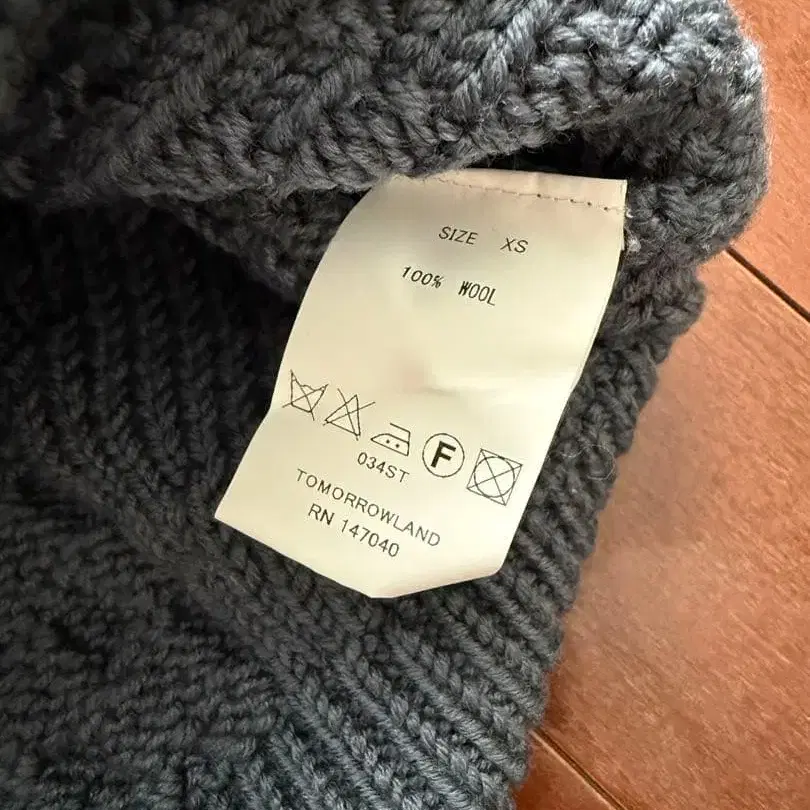 SIZE XS
100% WOOL
F
034ST
TOMORROWLAND
RN 147040